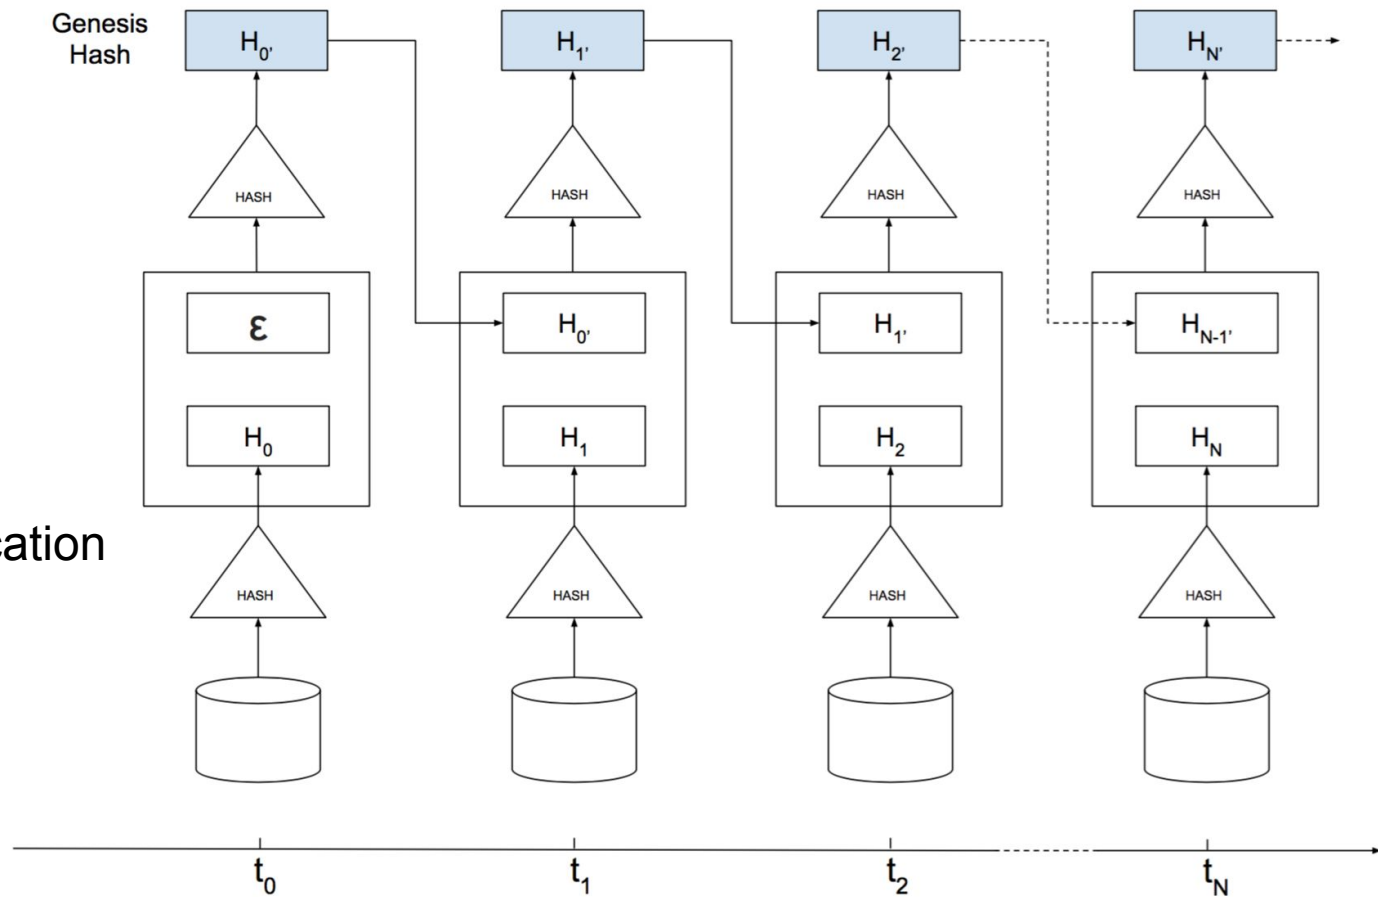 Genesis
Hash
H0’
H1’
H2’
HN’
HASH
HASH
HASH
HASH
ε
H0’
H1’
HN-1’
H0
H1
H2
HN
cation
HASH
HASH
HASH
HASH
t0
t1
t2
tN